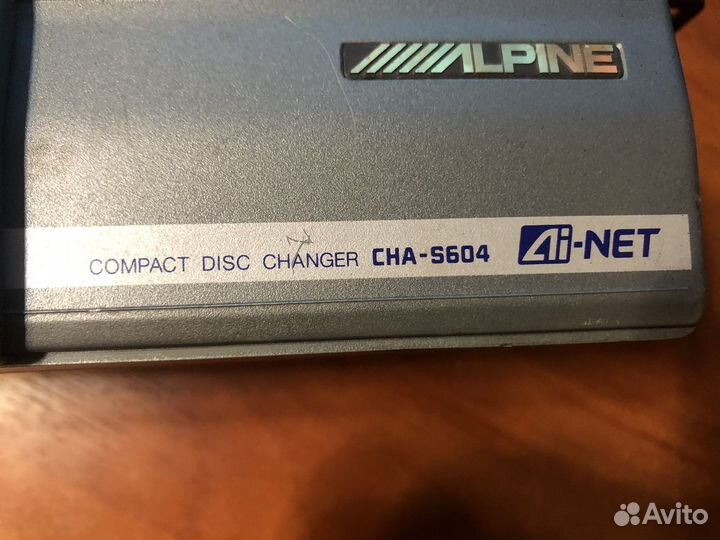 ALPINE
COMPACT DISC CHANGER CHA-S604 Ai-NET
Avito